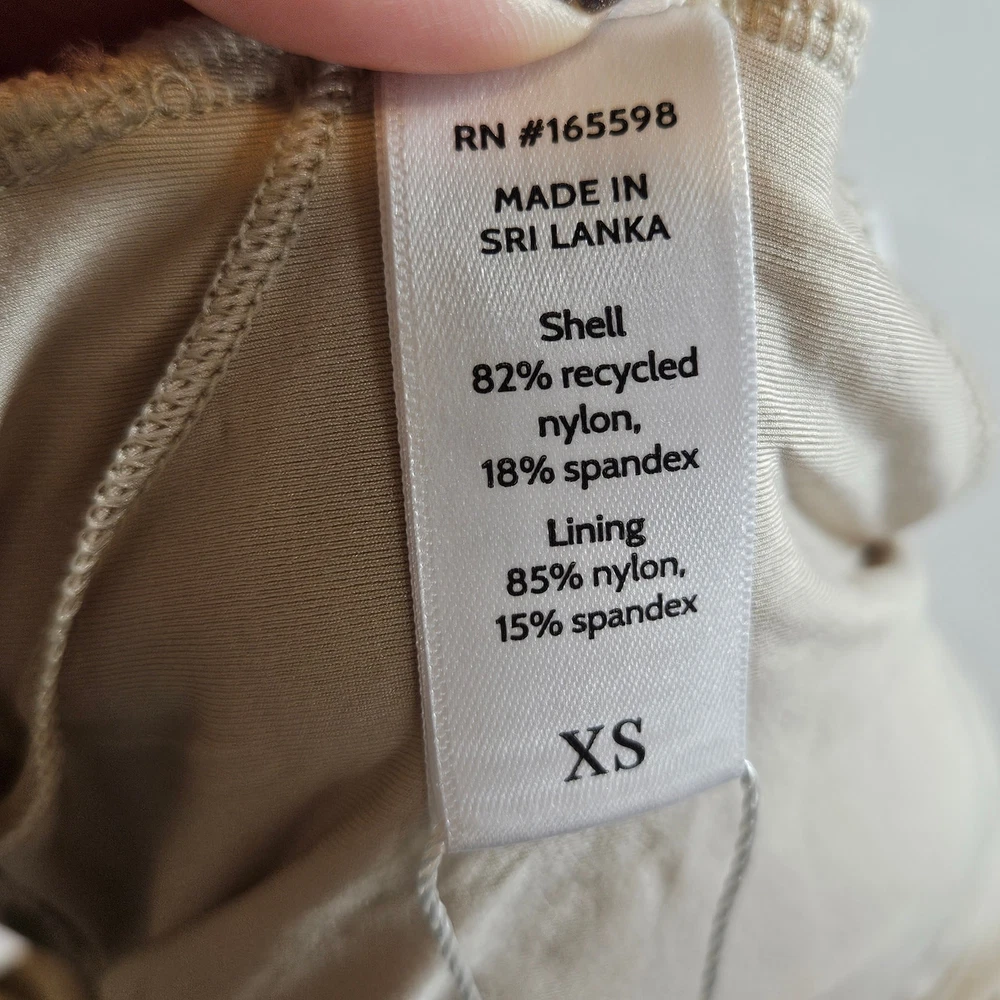 RN #165598
MADE IN
SRI LANKA
Shell
82% recycled
nylon,
18% spandex
Lining
85% nylon,
15% spandex
XS